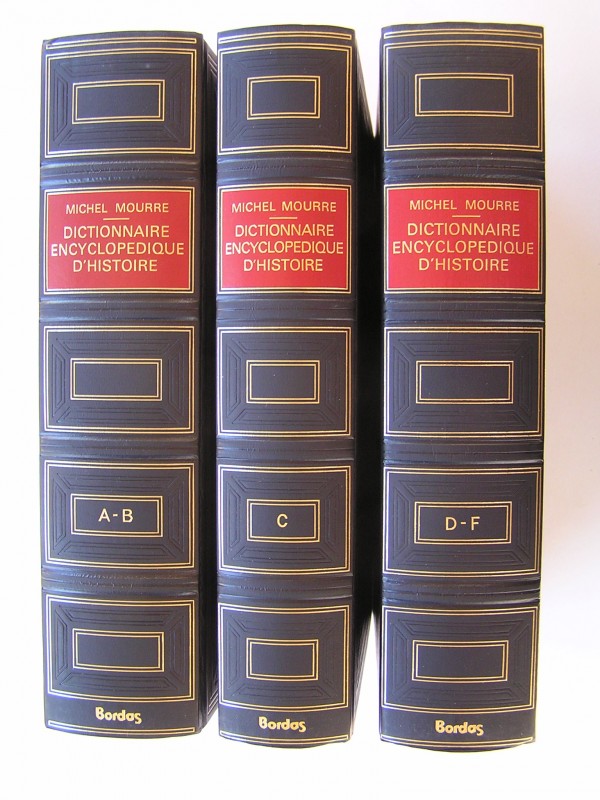 MICHEL MOURRE
DICTIONNAIRE
ENCYCLOPEDIQUE
D'HISTOIRE
A-B
Bordas
MICHEL MOURRE
DICTIONNAIRE
ENCYCLOPEDIQUE
D'HISTOIRE
C
Bordas
MICHEL MOURRE
DICTIONNAIRE
ENCYCLOPEDIQUE
D'HISTOIRE
D-F
Bordas